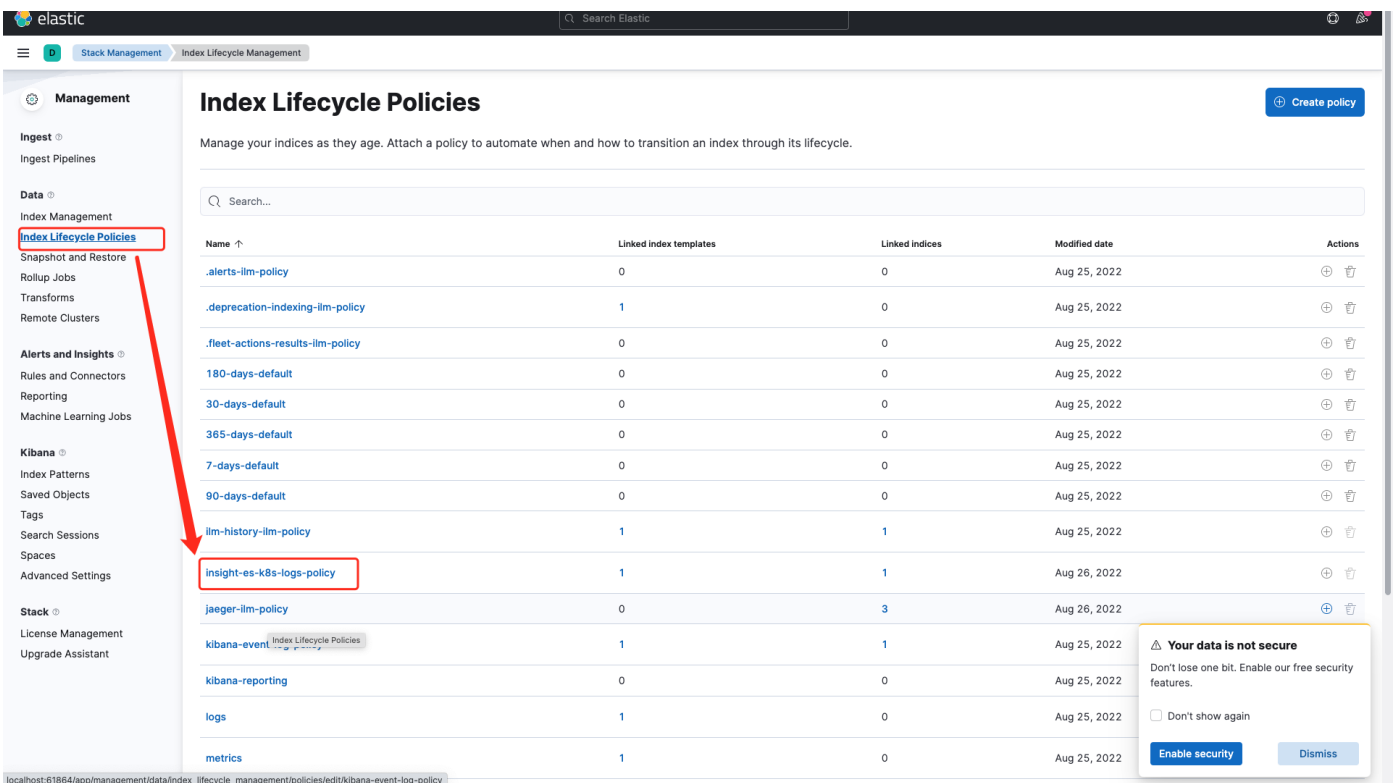 elastic
Search Elastic
D
Stack Management
Index Lifecycle Management
Management
Ingest
Ingest Pipelines
Data
Index Management
Index Lifecycle Policies
Snapshot and Restore
Rollup Jobs
Transforms
Remote Clusters
Alerts and Insights
Rules and Connectors
Reporting
Machine Learning Jobs
Kibana
Index Patterns
Saved Objects
Tags
Search Sessions
Spaces
Advanced Settings
Stack
License Management
Upgrade Assistant
Index Lifecycle Policies
Create policy
Manage your indices as they age. Attach a policy to automate when and how to transition an index through its lifecycle.
Search...
Name Linked index templates Linked indices Modified date Actions
.alerts-ilm-policy 0 0 Aug 25, 2022
.deprecation-indexing-ilm-policy 1 0 Aug 25, 2022
.fleet-actions-results-ilm-policy 0 0 Aug 25, 2022
180-days-default 0 0 Aug 25, 2022
30-days-default 0 0 Aug 25, 2022
365-days-default 0 0 Aug 25, 2022
7-days-default 0 0 Aug 25, 2022
90-days-default 0 0 Aug 25, 2022
ilm-history-ilm-policy 1 1 Aug 25, 2022
insight-es-k8s-logs-policy 1 1 Aug 26, 2022
jaeger-ilm-policy 0 3 Aug 26, 2022
Index Lifecycle Policies
kibana-event-log-policy 1 1 Aug 25, 2022
kibana-reporting 0 0 Aug 25, 2022
logs 1 0 Aug 25, 2022
metrics 1 0 Aug 25, 2022
Your data is not secure
Don't lose one bit. Enable our free security
features.
Don't show again
Enable security
Dismiss
localhost:61864/app/management/data/index_lifecycle_management/policies/edit/kibana-event-log-policy